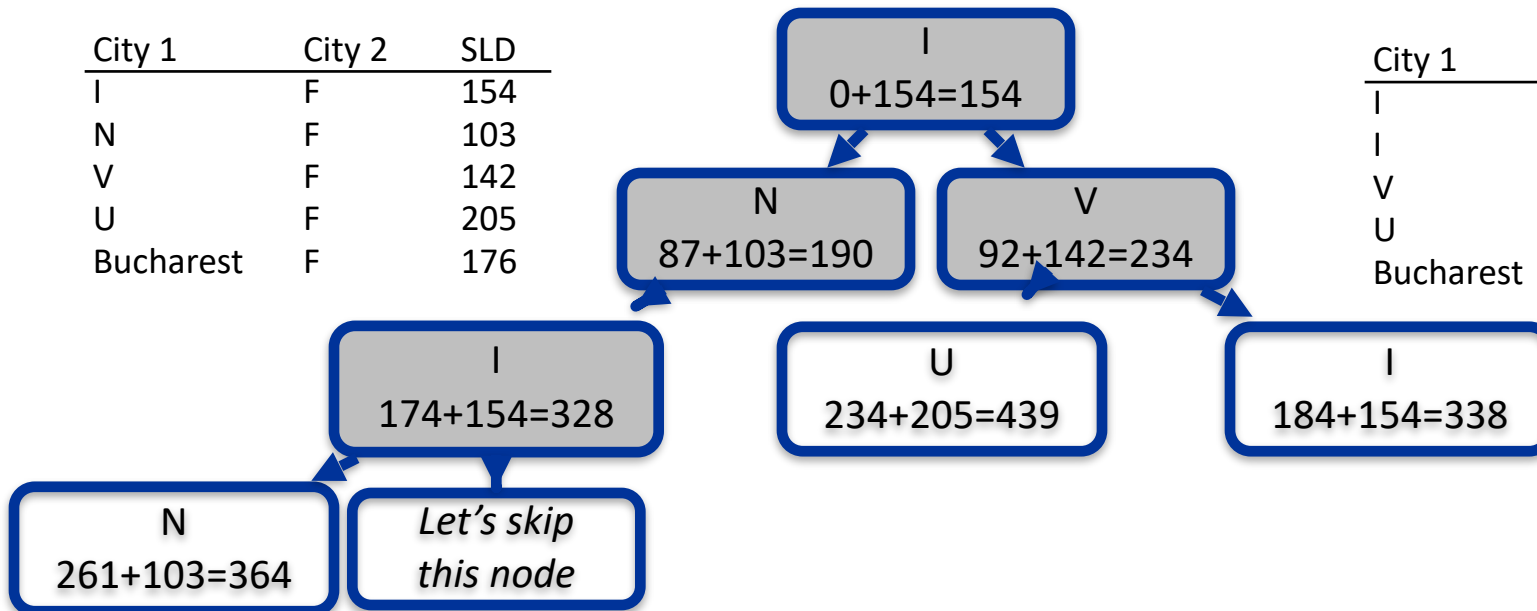 City 1 City 2 SLD
I F 154
N F 103
V F 142
U F 205
Bucharest F 176
I
0+154=154
City 1
I
I
V
U
Bucharest
N
87+103=190
V
92+142=234
I
174+154=328
U
234+205=439
I
184+154=338
N
261+103=364
Let's skip
this node